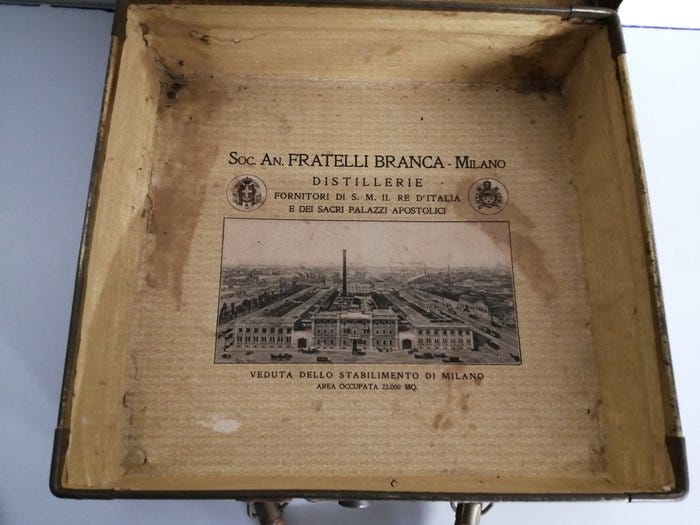 Soc. An. FRATELLI BRANCA - Milano
DISTILLERIE
FORNITORI DI S. M. IL RE D'ITALIA
E DEI SACRI PALAZZI APOSTOLICI
VEDUTA DELLO STABILIMENTO DI MILANO
AREA OCCUPATA 22.000 MQ.